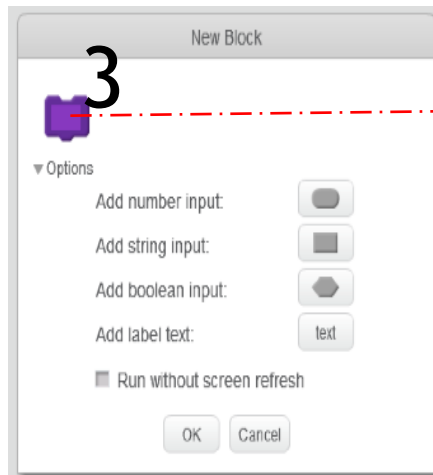 New Block
3
Options
Add number input:
Add string input:
Add boolean input:
Add label text: text
Run without screen refresh
OK Cancel